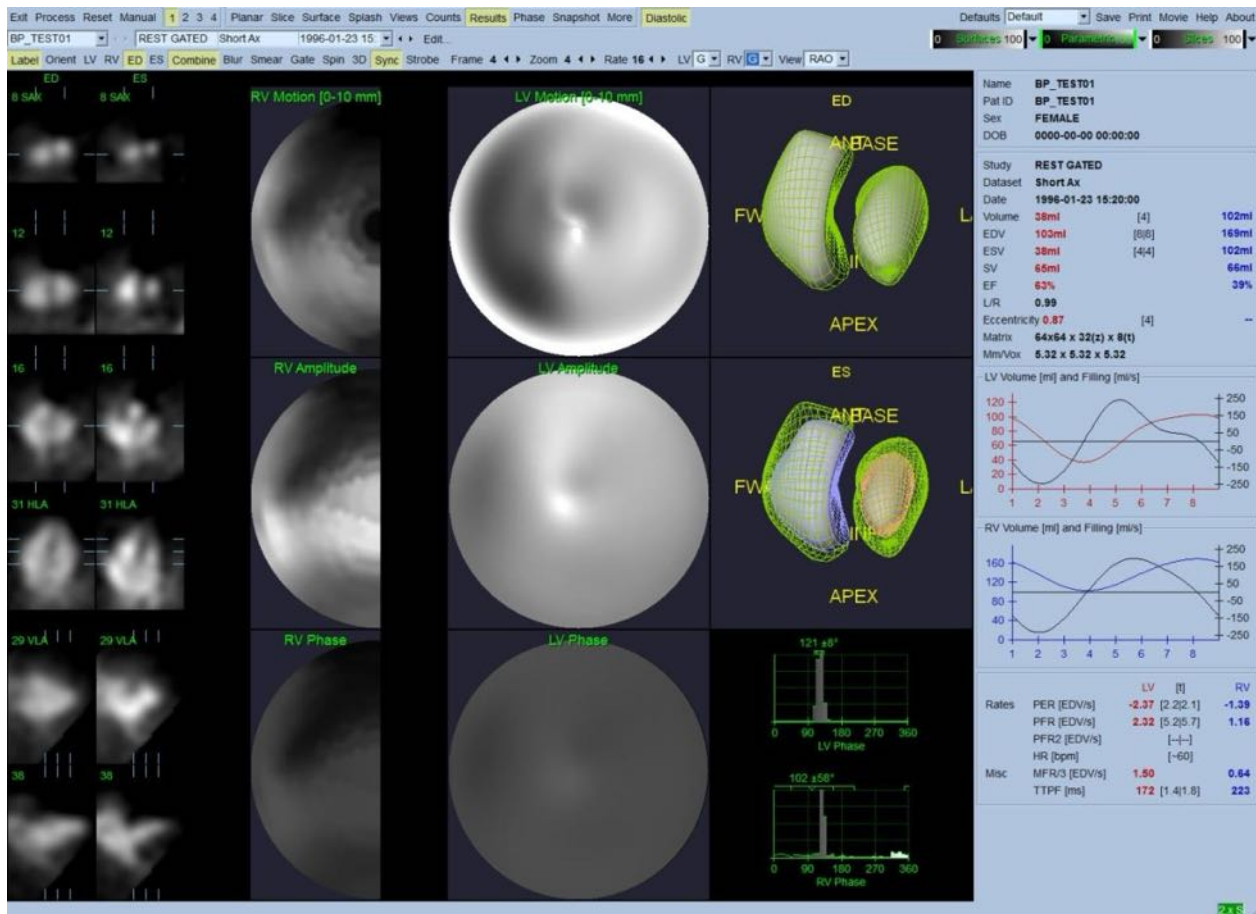 Exit Process Reset Manual 1 2 3 4 Planar Slice Surface Splash Views Counts Results Phase Snapshot More Diastolic Defaults Default Save Print Movie Help About
BP_TEST01 REST GATED Short Ax 1996-01-23 15: Edit... 0 Surfaces 100 0 Parametric 0 Slices 100
Label Orient LV RV ED ES Combine Blur Smear Gate Spin 3D Sync Strobe Frame 4 Zoom 4 Rate 16 LV G RV G View RAO
ED ES
8 SAX 8 SAX
12 12
16 16
31 HLA 31 HLA
29 VLA 29 VLA
38 38
RV Motion [0-10 mm] LV Motion [0-10 mm]
RV Amplitude LV Amplitude
RV Phase LV Phase
ED
ANT BASE
FW
APEX
ES
ANT BASE
FW
APEX
121 ±6°
0 90 180 270 360
LV Phase
102 ±58°
0 90 180 270 360
RV Phase
Name BP_TEST01
Pat ID BP_TEST01
Sex FEMALE
DOB 0000-00-00 00:00:00
Study REST GATED
Dataset Short Ax
Date 1996-01-23 15:20:00
Volume 38ml [4] 102ml
EDV 103ml [8|8] 169ml
ESV 38ml [4|4] 102ml
SV 65ml 66ml
EF 63% 39%
L/R 0.99
Eccentricity 0.87 [4] --
Matrix 64x64 x 32(z) x 8(t)
Mm/Vox 5.32 x 5.32 x 5.32
LV Volume [ml] and Filling [ml/s]
120 100 80 60 40 20 0
250 150 50 -50 -150 -250
1 2 3 4 5 6 7 8
RV Volume [ml] and Filling [ml/s]
160 120 80 40 0
250 150 50 -50 -150 -250
1 2 3 4 5 6 7 8
LV [t] RV
Rates PER [EDV/s] -2.37 [2.2|2.1] -1.39
PFR [EDV/s] 2.32 [5.2|5.7] 1.16
PFR2 [EDV/s] [--|--]
HR [bpm] [~60]
Misc MFR/3 [EDV/s] 1.50 0.64
TTPF [ms] 172 [1.4|1.8] 223
2 x S